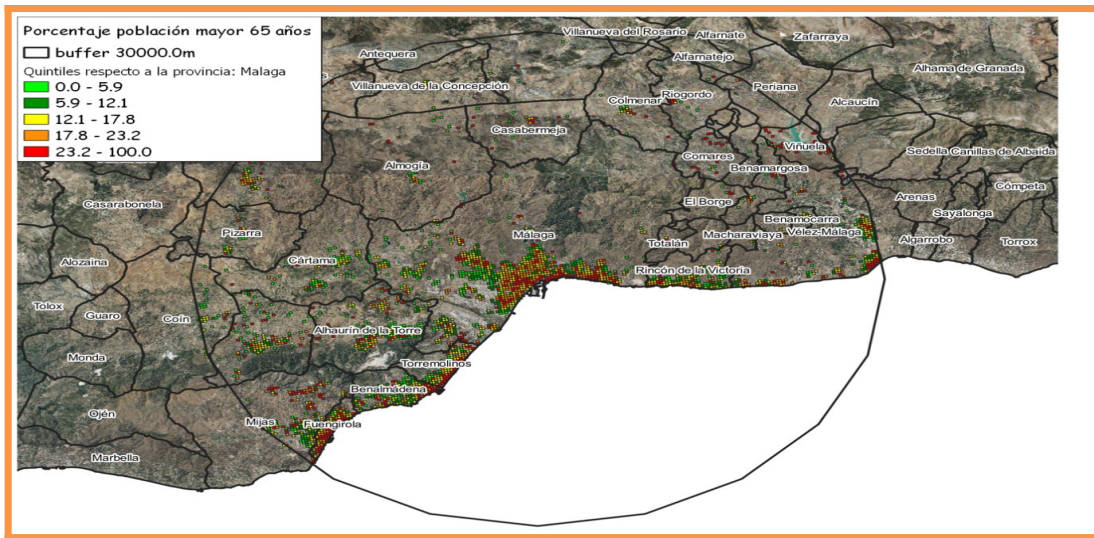 Porcentaje población mayor 65 años
buffer 30000.0m
Quintiles respecto a la provincia: Malaga
0.0 - 5.9
5.9 - 12.1
12.1 - 17.8
17.8 - 23.2
23.2 - 100.0
Villanueva del Rosario
Alfarnate
Zafarraya
Antequera
Alfarnatejo
Alhama de Granada
Villanueva de la Concepción
Periana
Riogordo
Colmenar
Alcaucín
Casabermeja
Viñuela
Sedella
Canillas de Albaida
Comares
Almogía
Benamargosa
Cómpeta
Arenas
Casarabonela
El Borge
Sayalonga
Benamocarra
Pizarra
Málaga
Macharaviaya
Vélez-Málaga
Totalán
Algarrobo
Torrox
Cártama
Alozaina
Rincón de la Victoria
Tolox
Guaro
Coín
Alhaurín de la Torre
Monda
Torremolinos
Benalmádena
Ojén
Mijas
Fuengirola
Marbella